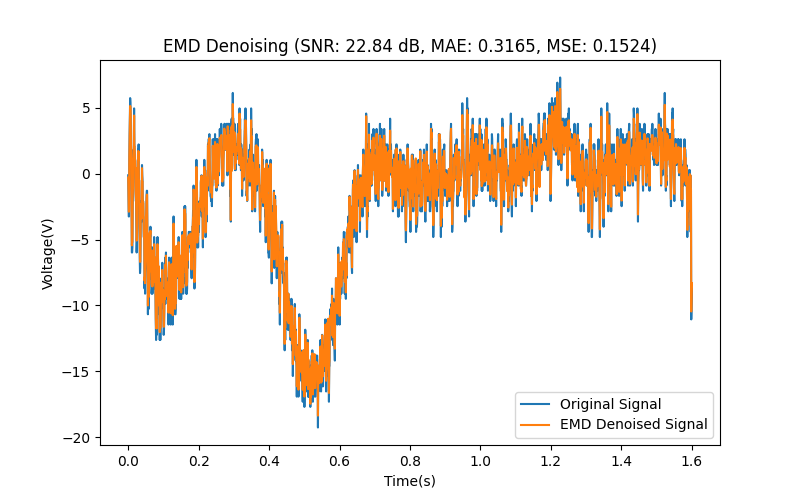 EMD Denoising (SNR: 22.84 dB, MAE: 0.3165, MSE: 0.1524)
Voltage(V)
5
0
−5
−10
−15
−20
Original Signal
EMD Denoised Signal
0.0 0.2 0.4 0.6 0.8 1.0 1.2 1.4 1.6
Time(s)